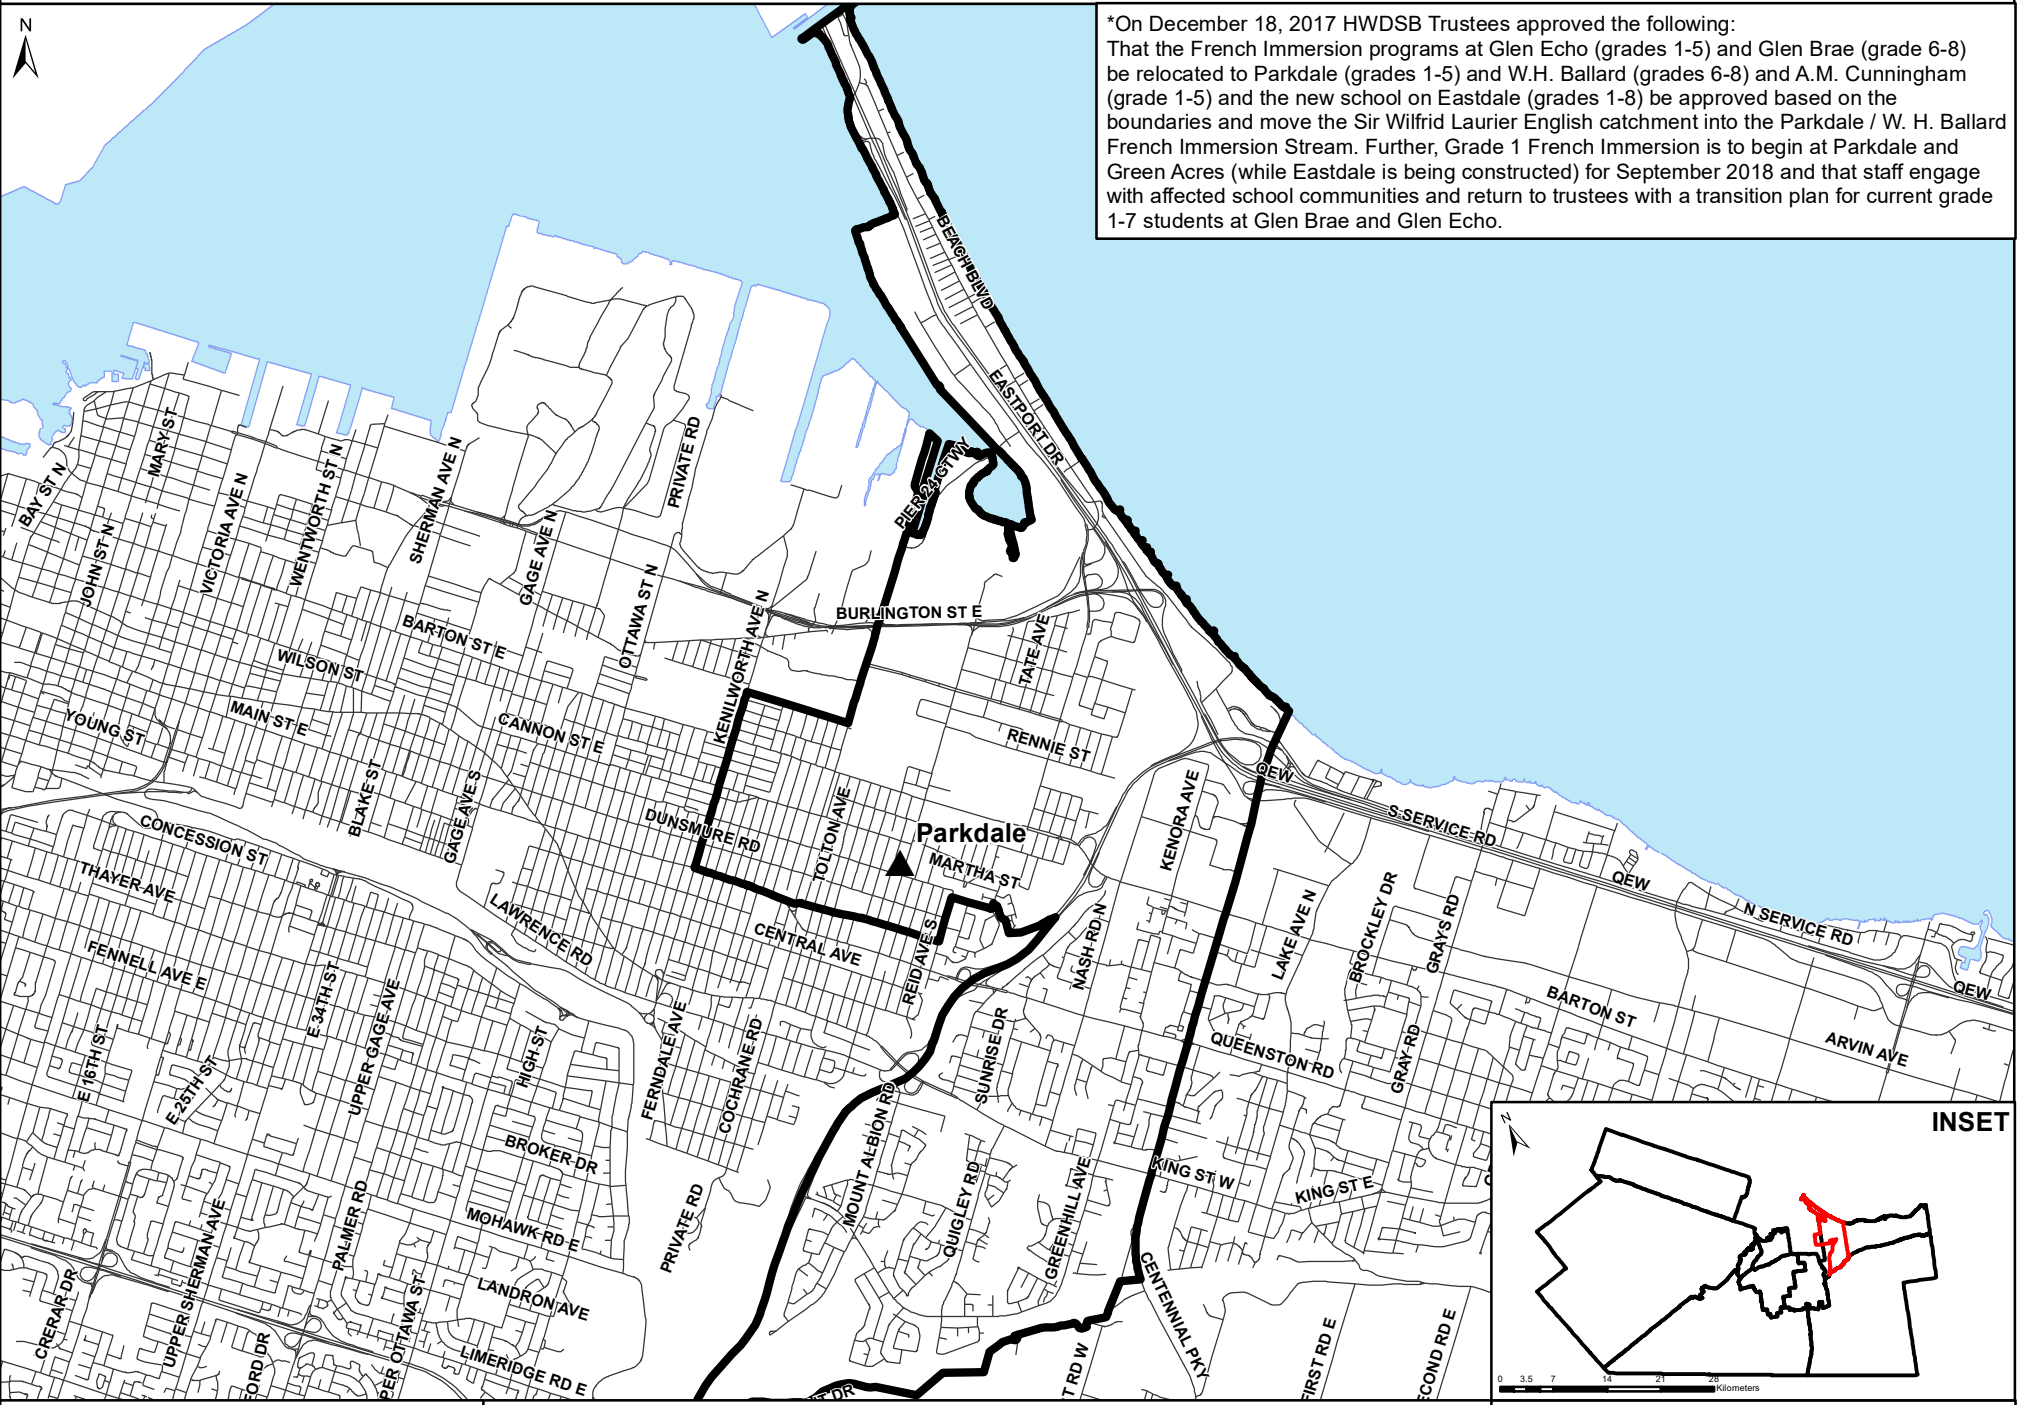 N
*On December 18, 2017 HWDSB Trustees approved the following:
That the French Immersion programs at Glen Echo (grades 1-5) and Glen Brae (grade 6-8)
be relocated to Parkdale (grades 1-5) and W.H. Ballard (grades 6-8) and A.M. Cunningham
(grade 1-5) and the new school on Eastdale (grades 1-8) be approved based on the
boundaries and move the Sir Wilfrid Laurier English catchment into the Parkdale / W. H. Ballard
French Immersion Stream. Further, Grade 1 French Immersion is to begin at Parkdale and
Green Acres (while Eastdale is being constructed) for September 2018 and that staff engage
with affected school communities and return to trustees with a transition plan for current grade
1-7 students at Glen Brae and Glen Echo.
BEACH BLVD
EASTPORT DR
PIER 24 GTWY
PRIVATE RD
MARY ST
BAY ST N
JOHN ST N
VICTORIA AVE N
WENTWORTH ST N
SHERMAN AVE N
GAGE AVE N
OTTAWA ST N
KENILWORTH AVE N
BURLINGTON ST E
TATE AVE
BARTON ST E
WILSON ST
MAIN ST E
YOUNG ST
CANNON ST E
RENNIE ST
QEW
S SERVICE RD
BLAKE ST
GAGE AVE S
DUNSMURE RD
TOLTON AVE
Parkdale
MARTHA ST
KENORA AVE
CONCESSION ST
THAYER AVE
LAWRENCE RD
CENTRAL AVE
REID AVE S
NASH RD N
LAKE AVE N
BROCKLEY DR
GRAYS RD
QEW
N SERVICE RD
QEW
FENNELL AVE E
E 34TH ST
UPPER GAGE AVE
E 16TH ST
E 25TH ST
HIGH ST
FERNDALE AVE
COCHRANE RD
SUNRISE DR
QUEENSTON RD
GRAY RD
BARTON ST
ARVIN AVE
BROKER DR
MOUNT ALBION RD
QUIGLEY RD
GREENHILL AVE
KING ST W
KING ST E
PRIVATE RD
PALMER RD
MOHAWK RD E
LANDRON AVE
UPPER SHERMAN AVE
CRERAR DR
PER OTTAWA ST
LIMERIDGE RD E
FORD DR
T DR
T RD W
CENTENNIAL PKY
FIRST RD E
ECOND RD E
INSET
N
0 3.5 7 14 21 28
Kilometers